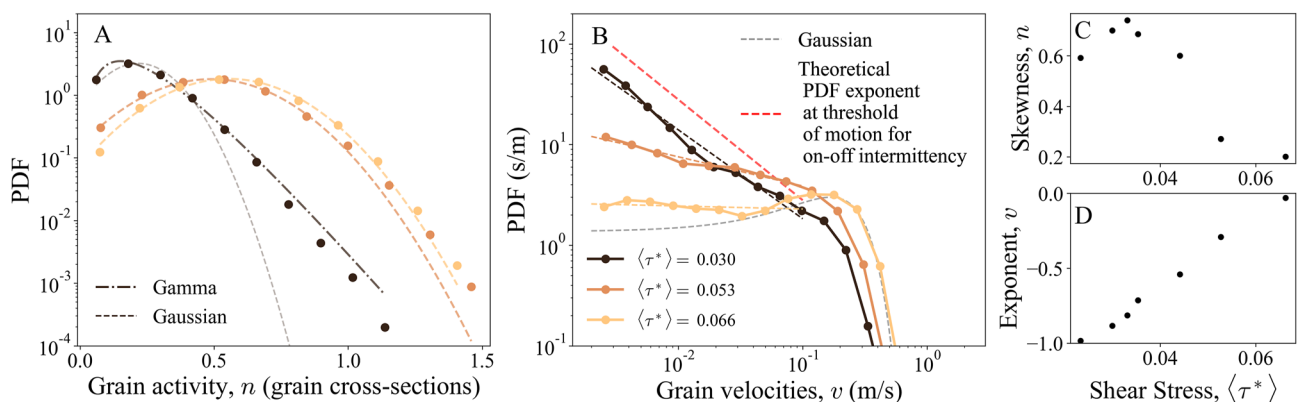 A
PDF
10^1
10^0
10^-1
10^-2
10^-3
10^-4
Gamma
Gaussian
0.0
0.5
1.0
1.5
Grain activity, n (grain cross-sections)
B
PDF (s/m)
10^2
10^1
10^0
10^-1
Gaussian
Theoretical
PDF exponent
at threshold
of motion for
on-off intermittency
⟨τ*⟩ = 0.030
⟨τ*⟩ = 0.053
⟨τ*⟩ = 0.066
10^-2
10^-1
10^0
Grain velocities, v (m/s)
C
Skewness, n
0.6
0.4
0.2
0.04
0.06
D
Exponent, v
0.0
−0.5
−1.0
0.04
0.06
Shear Stress, ⟨τ*⟩